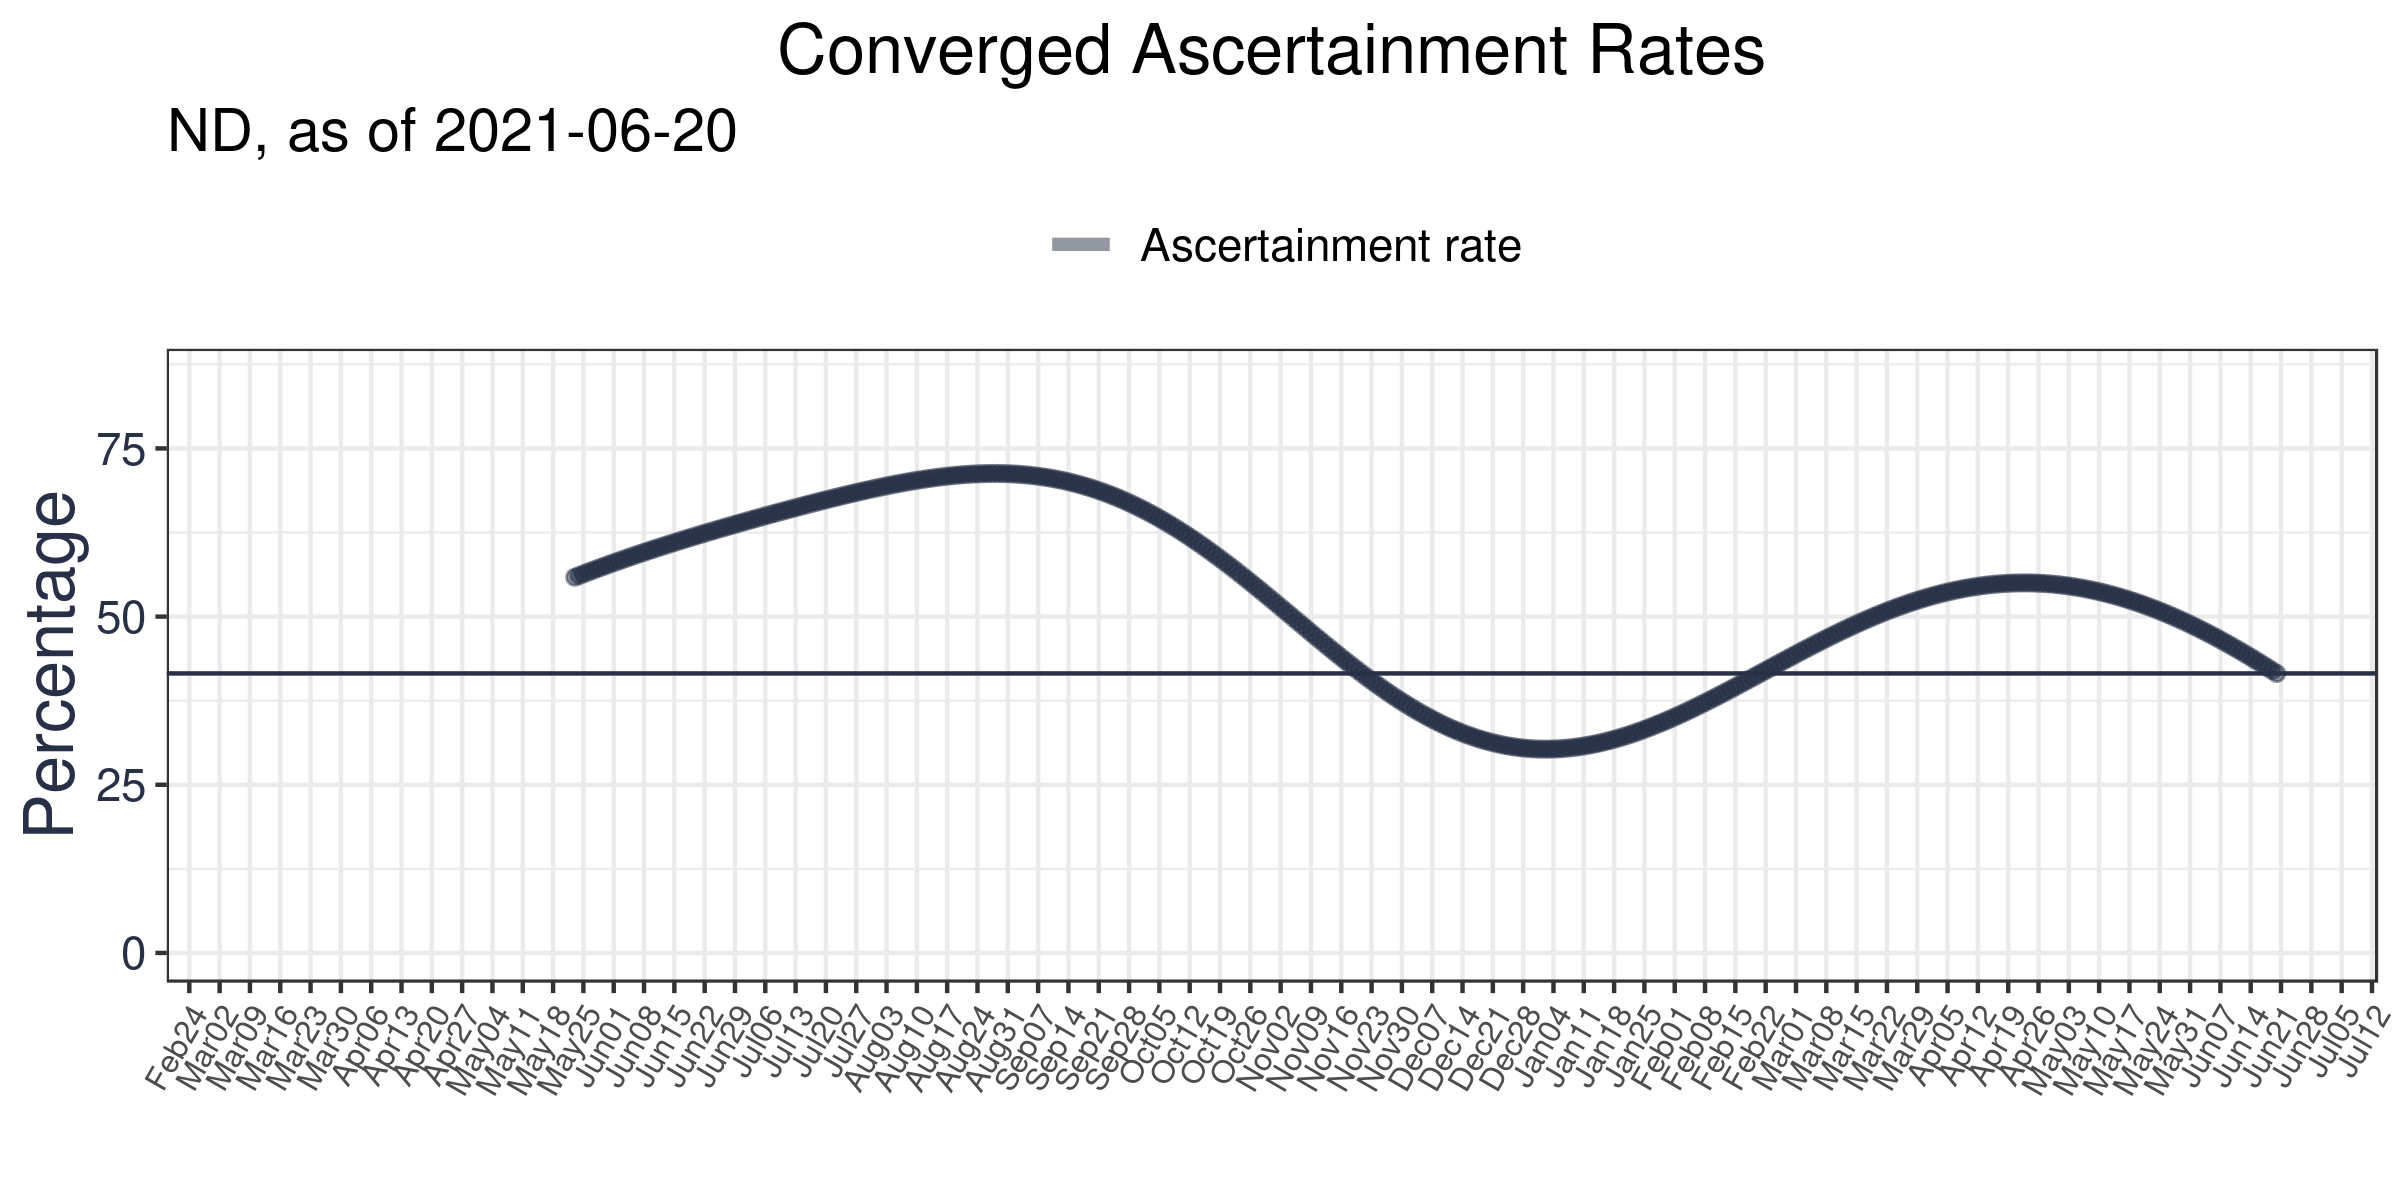 Converged Ascertainment Rates
ND, as of 2021-06-20
Ascertainment rate
Percentage
75
50
25
0
Feb24 Mar02 Mar09 Mar16 Mar23 Mar30 Apr06 Apr13 Apr20 Apr27 May04 May11 May18 May25 Jun01 Jun08 Jun15 Jun22 Jun29 Jul06 Jul13 Jul20 Jul27 Aug03 Aug10 Aug17 Aug24 Aug31 Sep07 Sep14 Sep21 Sep28 Oct05 Oct12 Oct19 Oct26 Nov02 Nov09 Nov16 Nov23 Nov30 Dec07 Dec14 Dec21 Dec28 Jan04 Jan11 Jan18 Jan25 Feb01 Feb08 Feb15 Feb22 Mar01 Mar08 Mar15 Mar22 Mar29 Apr05 Apr12 Apr19 Apr26 May03 May10 May17 May24 May31 Jun07 Jun14 Jun21 Jun28 Jul05 Jul12